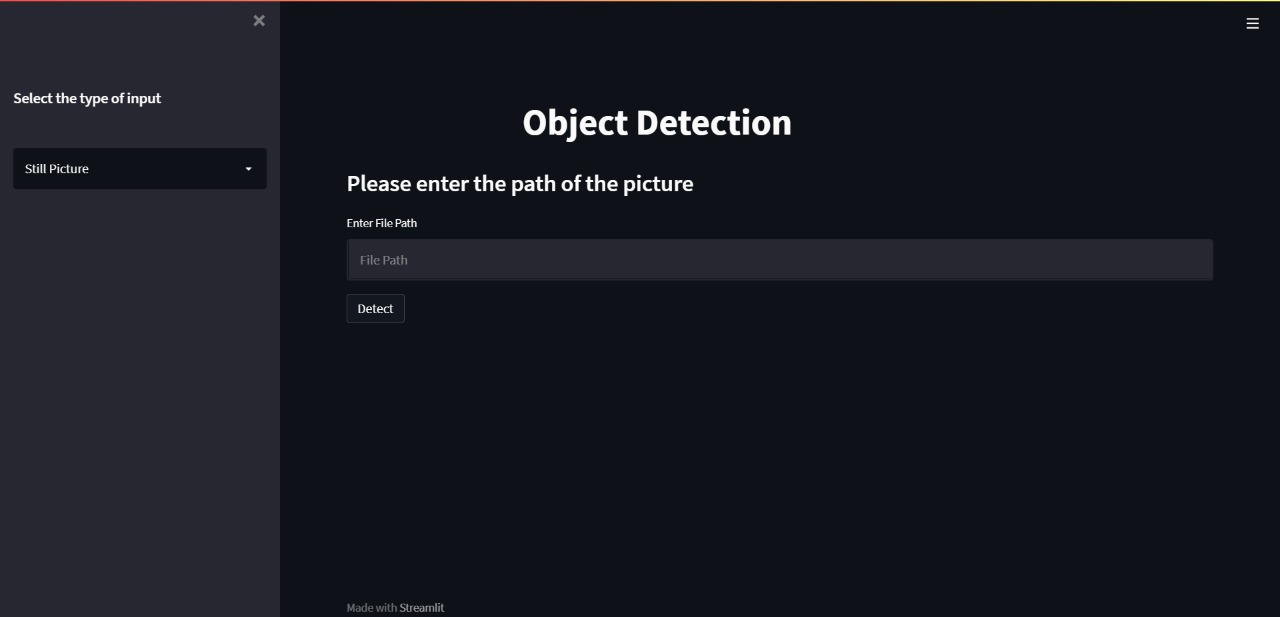 Select the type of input
Still Picture
Object Detection
Please enter the path of the picture
Enter File Path
File Path
Detect
Made with Streamlit